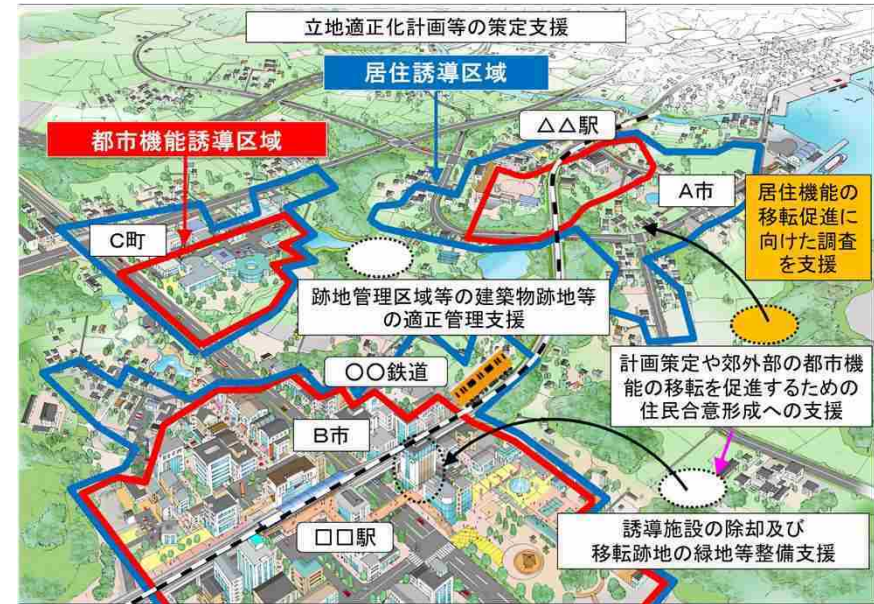 立地適正化計画等の策定支援
居住誘導区域
都市機能誘導区域
△△駅
A市
居住機能の
移転促進に
向けた調査
を支援
C町
跡地管理区域等の建築物跡地等
の適正管理支援
〇〇鉄道
計画策定や郊外部の都市機
能の移転を促進するための
住民合意形成への支援
B市
□□駅
誘導施設の除却及び
移転跡地の緑地等整備支援